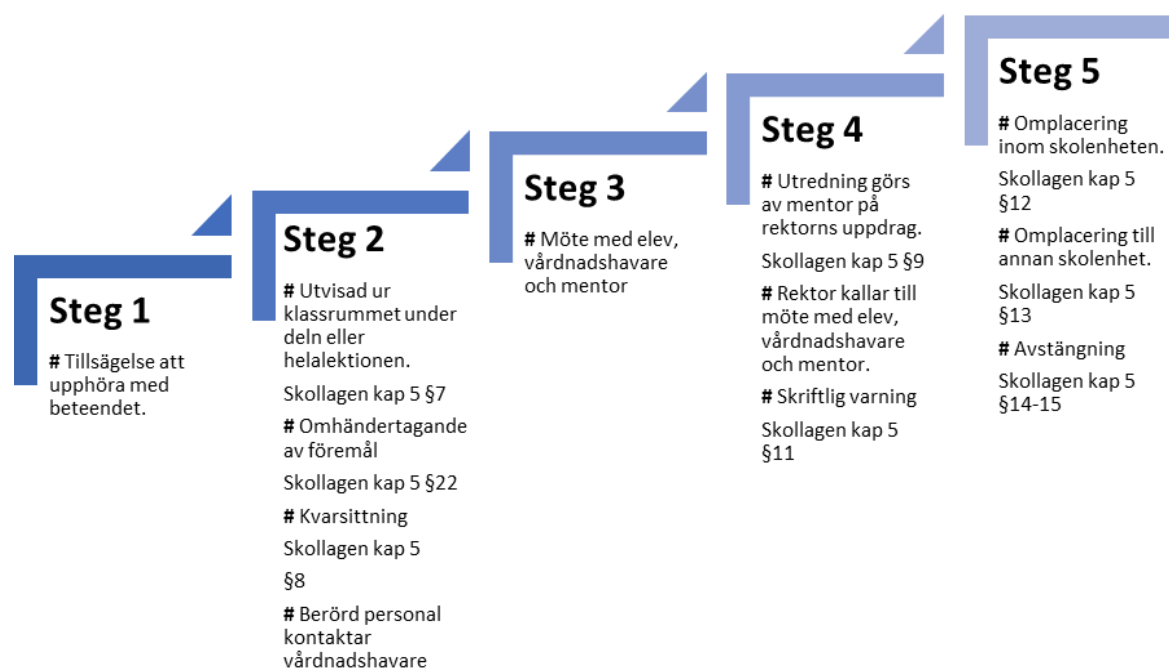 Steg 1
# Tillsägelse att
upphöra med
beteendet.
Steg 2
# Utvisad ur
klassrummet under
deln eller
helalektionen.
Skollagen kap 5 §7
# Omhändertagande
av föremål
Skollagen kap 5 §22
# Kvarsittning
Skollagen kap 5
§8
# Berörd personal
kontaktar
vårdnadshavare
Steg 3
# Möte med elev,
vårdnadshavare
och mentor
Steg 4
# Utredning görs
av mentor på
rektorns uppdrag.
Skollagen kap 5 §9
# Rektor kallar till
möte med elev,
vårdnadshavare
och mentor.
# Skriftlig varning
Skollagen kap 5
§11
Steg 5
# Omplacering
inom skolenheten.
Skollagen kap 5
§12
# Omplacering till
annan skolenhet.
Skollagen kap 5
§13
# Avstängning
Skollagen kap 5
§14-15